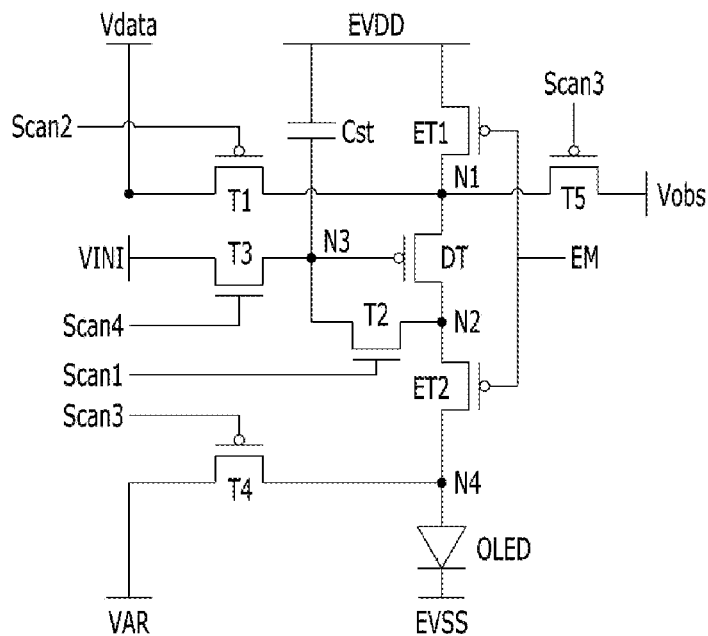 Vdata
EVDD
Scan3
Scan2
Cst
ET1
N1
T1
T5
Vobs
N3
T3
DT
VINI
EM
T2
N2
Scan4
Scan1
ET2
Scan3
T4
N4
OLED
VAR
EVSS